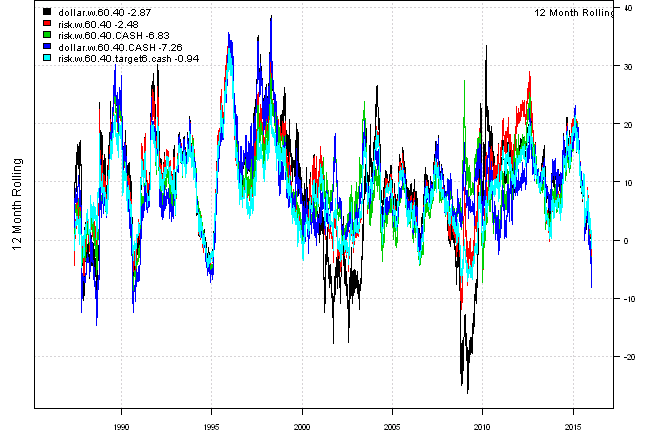 dollar.w.60.40 -2.87
risk.w.60.40 -2.48
risk.w.60.40.CASH -6.83
dollar.w.60.40.CASH -7.26
risk.w.60.40.target6.cash -0.94
12 Month Rolling
12 Month Rolling
40
30
20
10
0
-10
-20
1990
1995
2000
2005
2010
2015